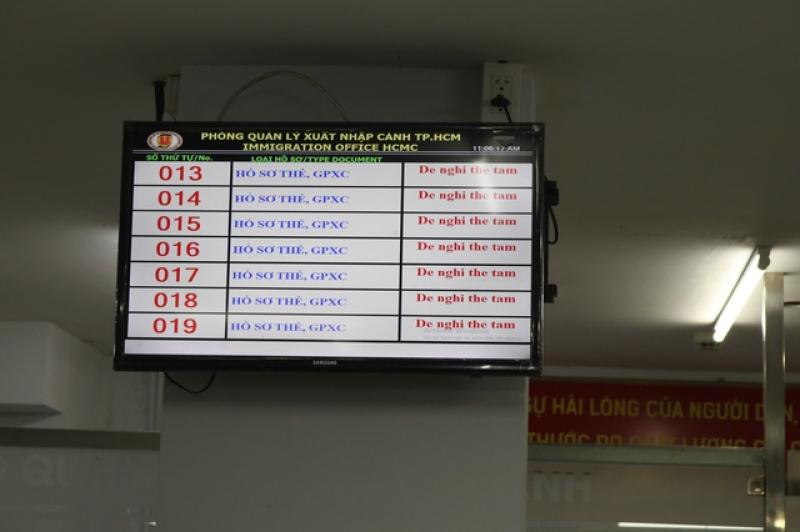 PHÒNG QUẢN LÝ XUẤT NHẬP CẢNH TP.HCM
IMMIGRATION OFFICE HCMC 11:06:17 AM
SỐ THỨ TỰ/No. LOẠI HỒ SƠ/TYPE DOCUMENT
013 HỒ SƠ THẺ, GPXC De nghi the tam
014 HỒ SƠ THẺ, GPXC De nghi the tam
015 HỒ SƠ THẺ, GPXC De nghi the tam
016 HỒ SƠ THẺ, GPXC De nghi the tam
017 HỒ SƠ THẺ, GPXC De nghi the tam
018 HỒ SƠ THẺ, GPXC De nghi the tam
019 HỒ SƠ THẺ, GPXC De nghi the tam
SAMSUNG
SỰ HÀI LÒNG CỦA NGƯỜI DÂN,
THƯỚC ĐO CHẤT LƯỢNG